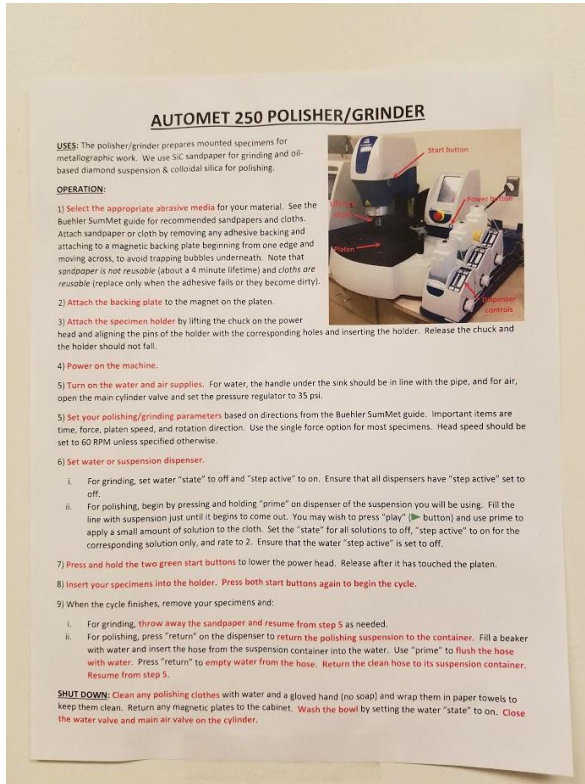 AUTOMET 250 POLISHER/GRINDER
USES: The polisher/grinder prepares mounted specimens for
metallographic work. We use SiC sandpaper for grinding and oil-
based diamond suspension & colloidal silica for polishing.
OPERATION:
1) Select the appropriate abrasive media for your material. See the
Buehler SumMet guide for recommended sandpapers and cloths.
Attach sandpaper or cloth by removing any adhesive backing and
attaching to a magnetic backing plate beginning from one edge and
moving across, to avoid trapping bubbles underneath. Note that
sandpaper is not reusable (about a 4 minute lifetime) and cloths are
reusable (replace only when the adhesive fails or they become dirty).
2) Attach the backing plate to the magnet on the platen.
3) Attach the specimen holder by lifting the chuck on the power
head and aligning the pins of the holder with the corresponding holes and inserting the holder. Release the chuck and
the holder should not fall.
4) Power on the machine.
5) Turn on the water and air supplies. For water, the handle under the sink should be in line with the pipe, and for air,
open the main cylinder valve and set the pressure regulator to 35 psi.
5) Set your polishing/grinding parameters based on directions from the Buehler SumMet guide. Important items are
time, force, platen speed, and rotation direction. Use the single force option for most specimens. Head speed should be
set to 60 RPM unless specified otherwise.
6) Set water or suspension dispenser.
i. For grinding, set water "state" to off and "step active" to on. Ensure that all dispensers have "step active" set to
off.
ii. For polishing, begin by pressing and holding "prime" on dispenser of the suspension you will be using. Fill the
line with suspension just until it begins to come out. You may wish to press "play" (▶ button) and use prime to
apply a small amount of solution to the cloth. Set the "state" for all solutions to off, "step active" to on for the
corresponding solution only, and rate to 2. Ensure that the water "step active" is set to off.
7) Press and hold the two green start buttons to lower the power head. Release after it has touched the platen.
8) Insert your specimens into the holder. Press both start buttons again to begin the cycle.
9) When the cycle finishes, remove your specimens and:
i. For grinding, throw away the sandpaper and resume from step 5 as needed.
ii. For polishing, press "return" on the dispenser to return the polishing suspension to the container. Fill a beaker
with water and insert the hose from the suspension container into the water. Use "prime" to flush the hose
with water. Press "return" to empty water from the hose. Return the clean hose to its suspension container.
Resume from step 5.
SHUT DOWN: Clean any polishing clothes with water and a gloved hand (no soap) and wrap them in paper towels to
keep them clean. Return any magnetic plates to the cabinet. Wash the bowl by setting the water "state" to on. Close
the water valve and main air valve on the cylinder.
Start button
Power button
Platen
Dispenser
controls